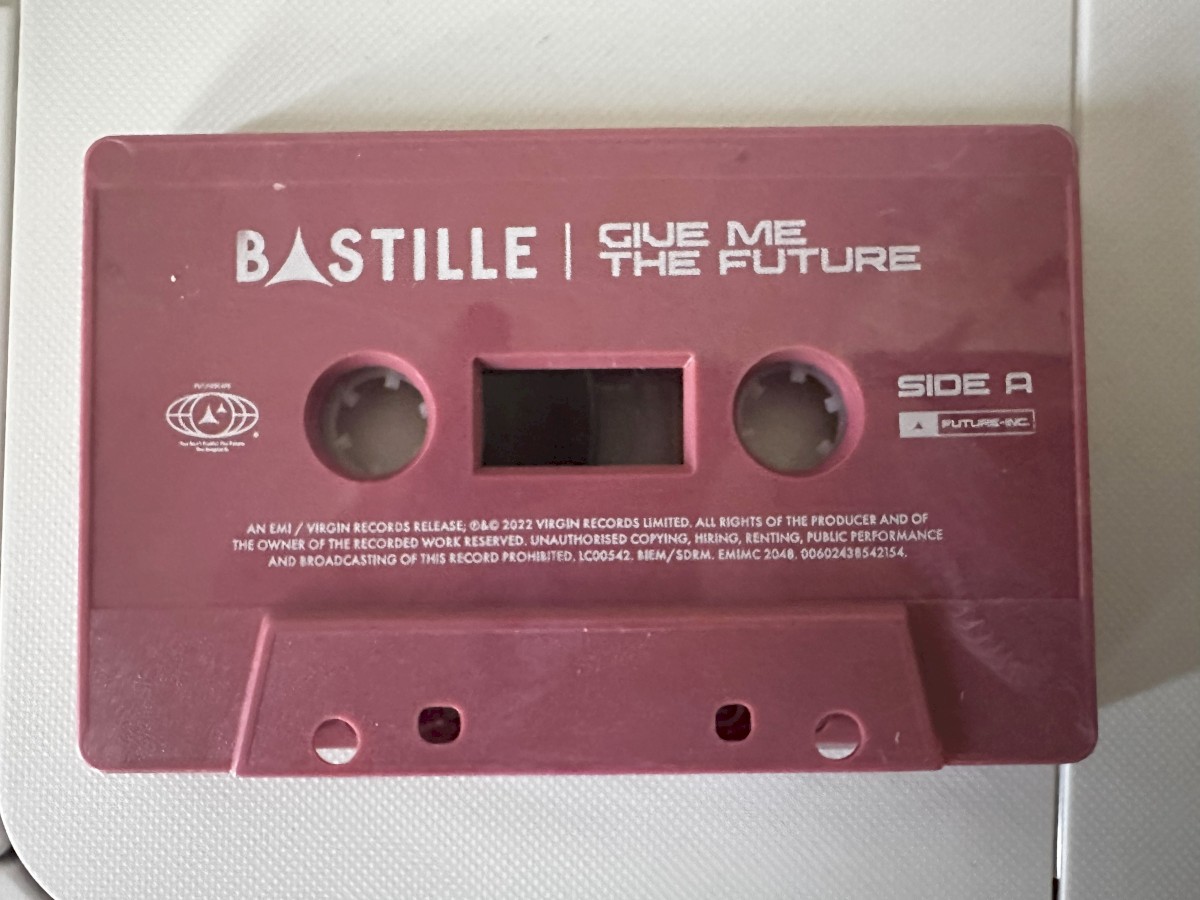 BASTILLE | GIVE ME
THE FUTURE
SIDE A
FUTURE-INC.
AN EMI / VIRGIN RECORDS RELEASE; ℗&© 2022 VIRGIN RECORDS LIMITED. ALL RIGHTS OF THE PRODUCER AND OF
THE OWNER OF THE RECORDED WORK RESERVED. UNAUTHORISED COPYING, HIRING, RENTING, PUBLIC PERFORMANCE
AND BROADCASTING OF THIS RECORD PROHIBITED. LC00542. BIEM/SDRM. EMIMC 2048. 00602438542154.